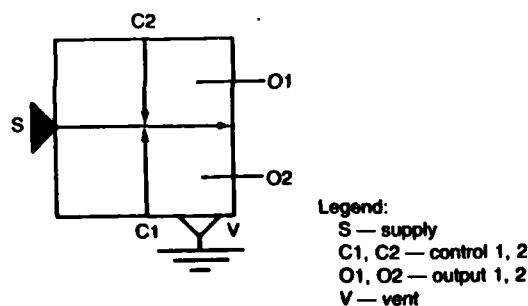 C2
O1
S
O2
C1
V
Legend:
S — supply
C1, C2 — control 1, 2
O1, O2 — output 1, 2
V — vent